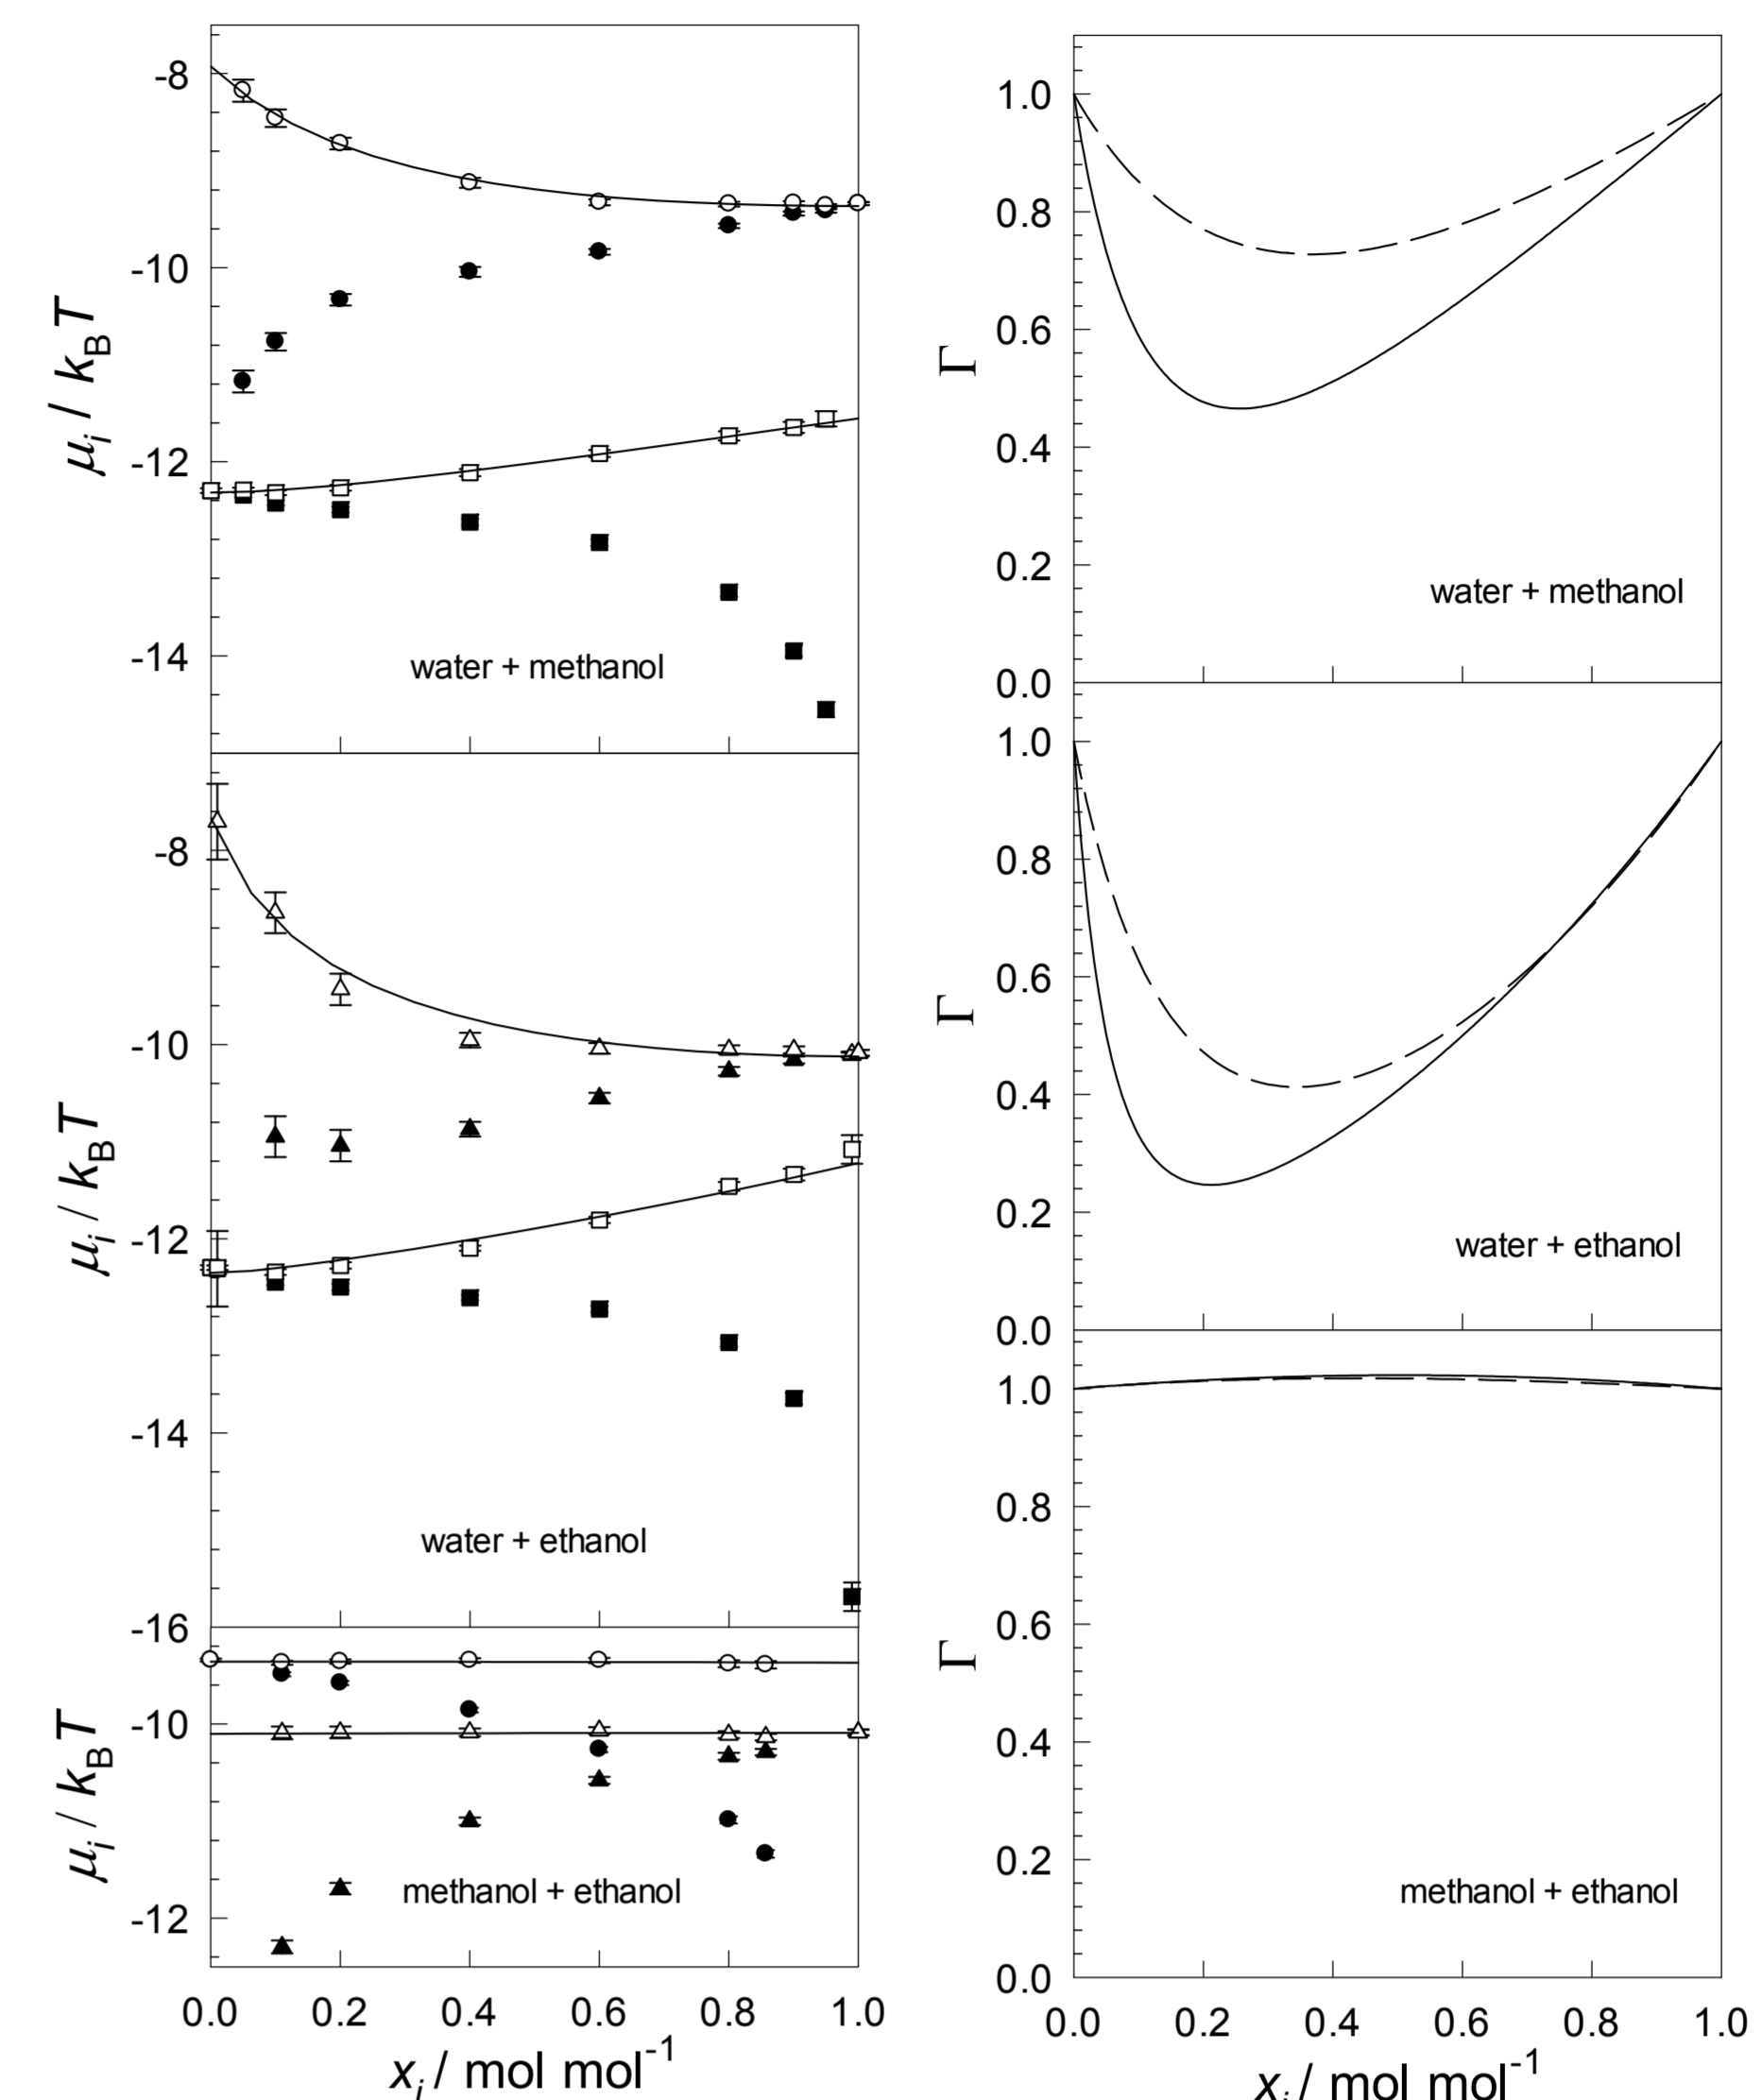 -8
-10
-12
-14
μi / kBT
water + methanol
-8
-10
-12
-14
-16
μi / kBT
water + ethanol
-10
-12
μi / kBT
methanol + ethanol
0.0 0.2 0.4 0.6 0.8 1.0
xi / mol mol-1
1.0
0.8
0.6
0.4
0.2
0.0
Γ
water + methanol
1.0
0.8
0.6
0.4
0.2
0.0
Γ
water + ethanol
1.0
0.8
0.6
0.4
0.2
0.0
Γ
methanol + ethanol
0.0 0.2 0.4 0.6 0.8 1.0
xi / mol mol-1